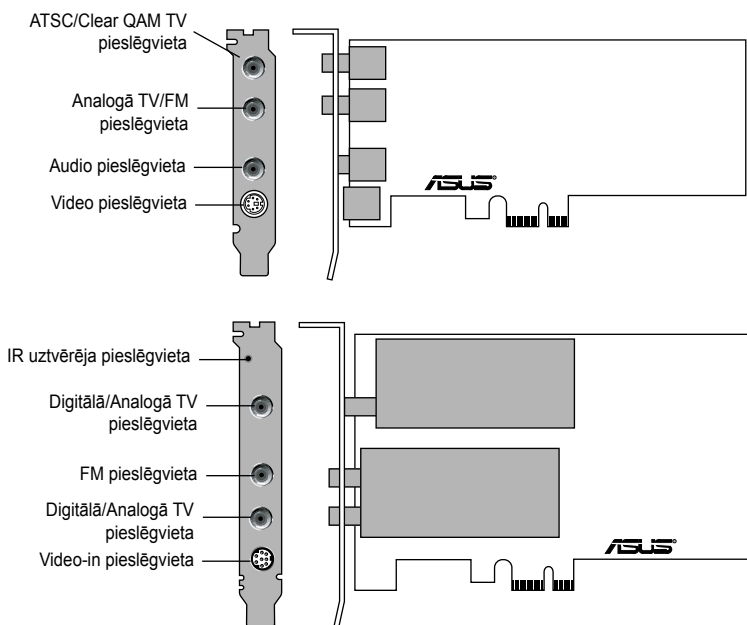 ATSC/Clear QAM TV
pieslēgvieta
Analogā TV/FM
pieslēgvieta
Audio pieslēgvieta
Video pieslēgvieta
ASUS
IR uztvērēja pieslēgvieta
Digitālā/Analogā TV
pieslēgvieta
FM pieslēgvieta
Digitālā/Analogā TV
pieslēgvieta
Video-in pieslēgvieta
ASUS